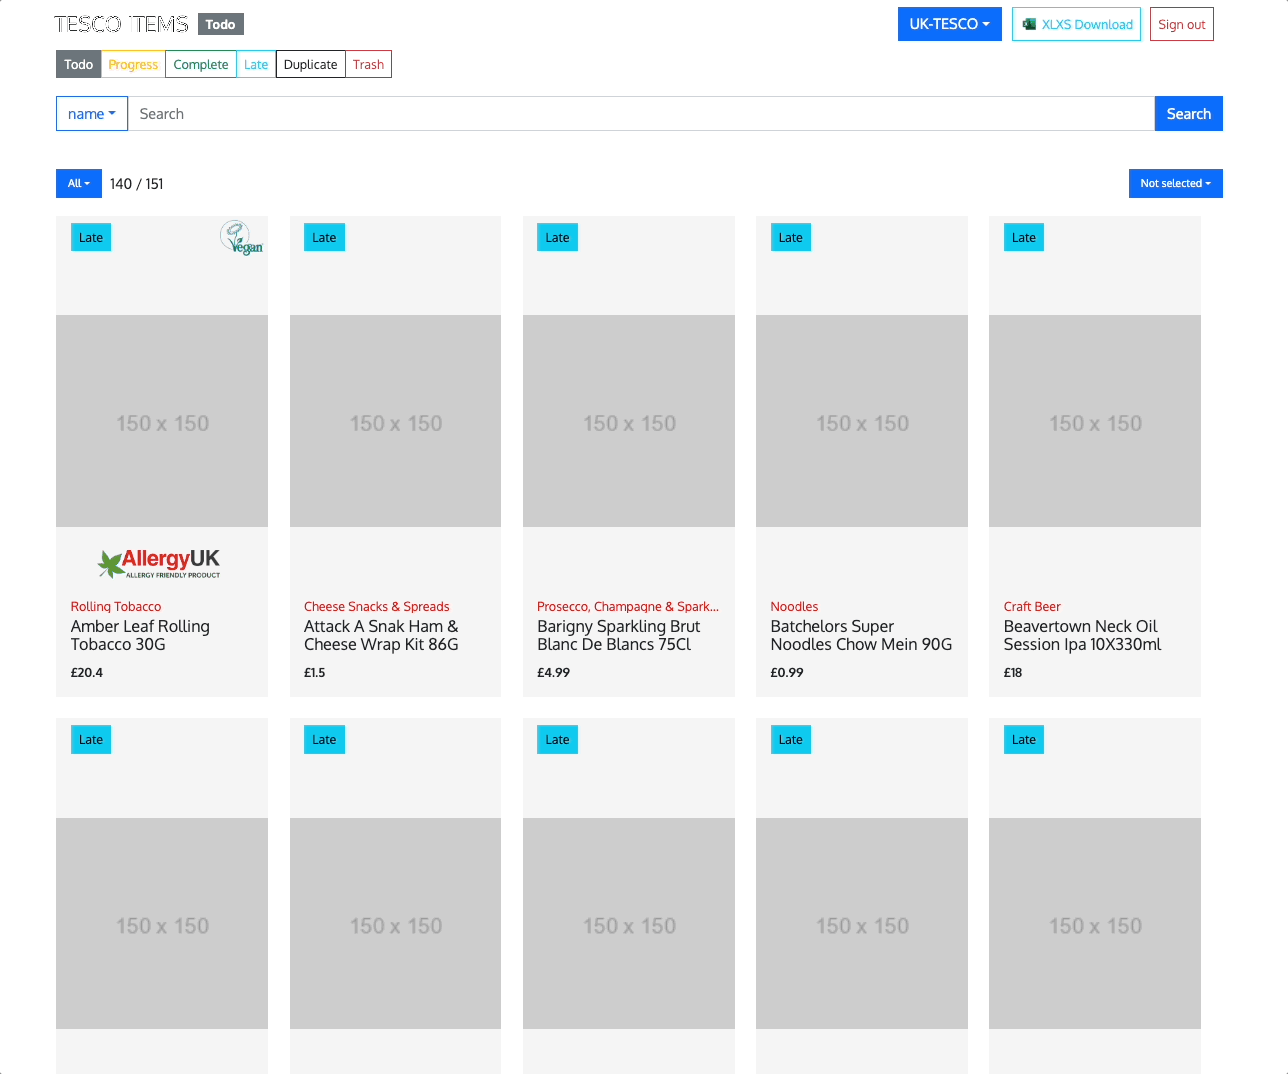 TESCO ITEMS Todo UK-TESCO XLXS Download Sign out
Todo Progress Complete Late Duplicate Trash
name Search Search
All 140 / 151 Not selected
Late Vegan Late Late Late Late
150 x 150 150 x 150 150 x 150 150 x 150 150 x 150
AllergyUK
ALLERGY FRIENDLY PRODUCT
Rolling Tobacco
Amber Leaf Rolling
Tobacco 30G
£20.4
Cheese Snacks & Spreads
Attack A Snak Ham &
Cheese Wrap Kit 86G
£1.5
Prosecco, Champagne & Spark...
Barigny Sparkling Brut
Blanc De Blancs 75Cl
£4.99
Noodles
Batchelors Super
Noodles Chow Mein 90G
£0.99
Craft Beer
Beavertown Neck Oil
Session Ipa 10X330ml
£18
Late Late Late Late Late
150 x 150 150 x 150 150 x 150 150 x 150 150 x 150